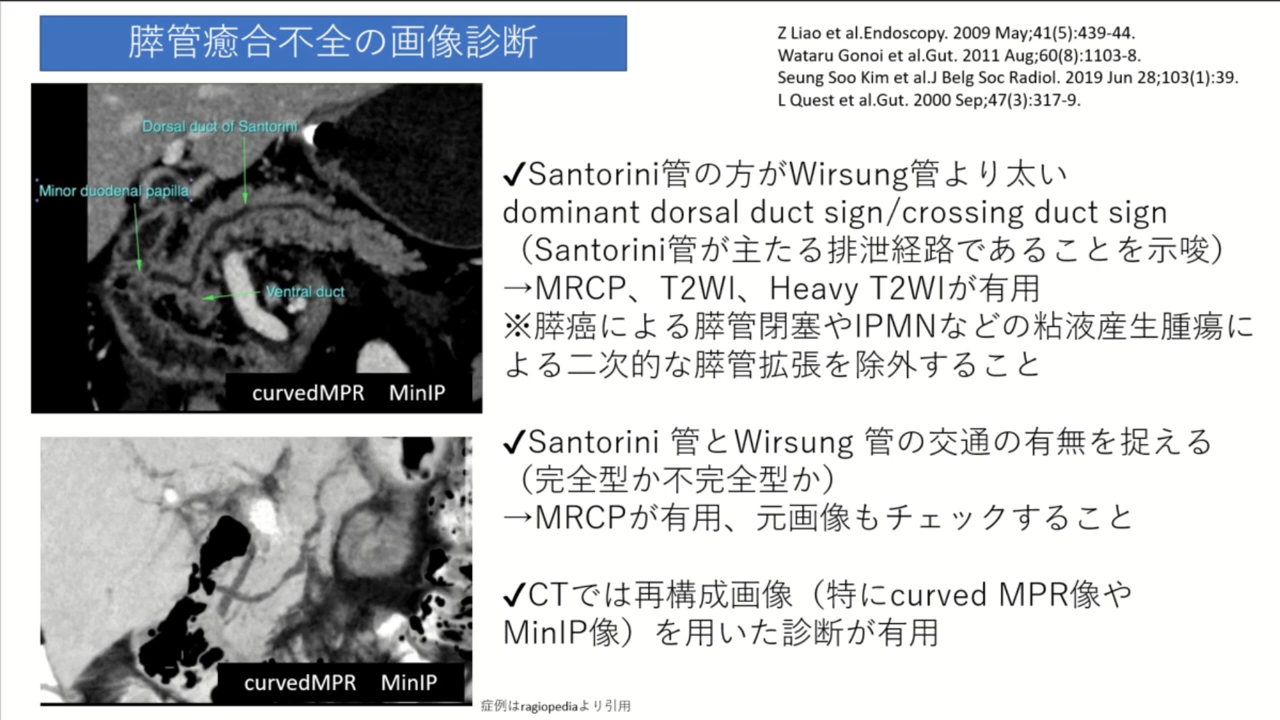 膵管癒合不全の画像診断
Z Liao et al.Endoscopy. 2009 May;41(5):439-44.
Wataru Gonoi et al.Gut. 2011 Aug;60(8):1103-8.
Seung Soo Kim et al.J Belg Soc Radiol. 2019 Jun 28;103(1):39.
L Quest et al.Gut. 2000 Sep;47(3):317-9.
Dorsal duct of Santorini
Minor duodenal papilla
Ventral duct
curvedMPR MinIP
✓Santorini管の方がWirsung管より太い
dominant dorsal duct sign/crossing duct sign
（Santorini管が主たる排泄経路であることを示唆）
→MRCP、T2WI、Heavy T2WIが有用
※膵癌による膵管閉塞やIPMNなどの粘液産生腫瘍に
よる二次的な膵管拡張を除外すること
✓Santorini 管とWirsung 管の交通の有無を捉える
（完全型か不完全型か）
→MRCPが有用、元画像もチェックすること
✓CTでは再構成画像（特にcurved MPR像や
MinIP像）を用いた診断が有用
curvedMPR MinIP
症例はragiopediaより引用